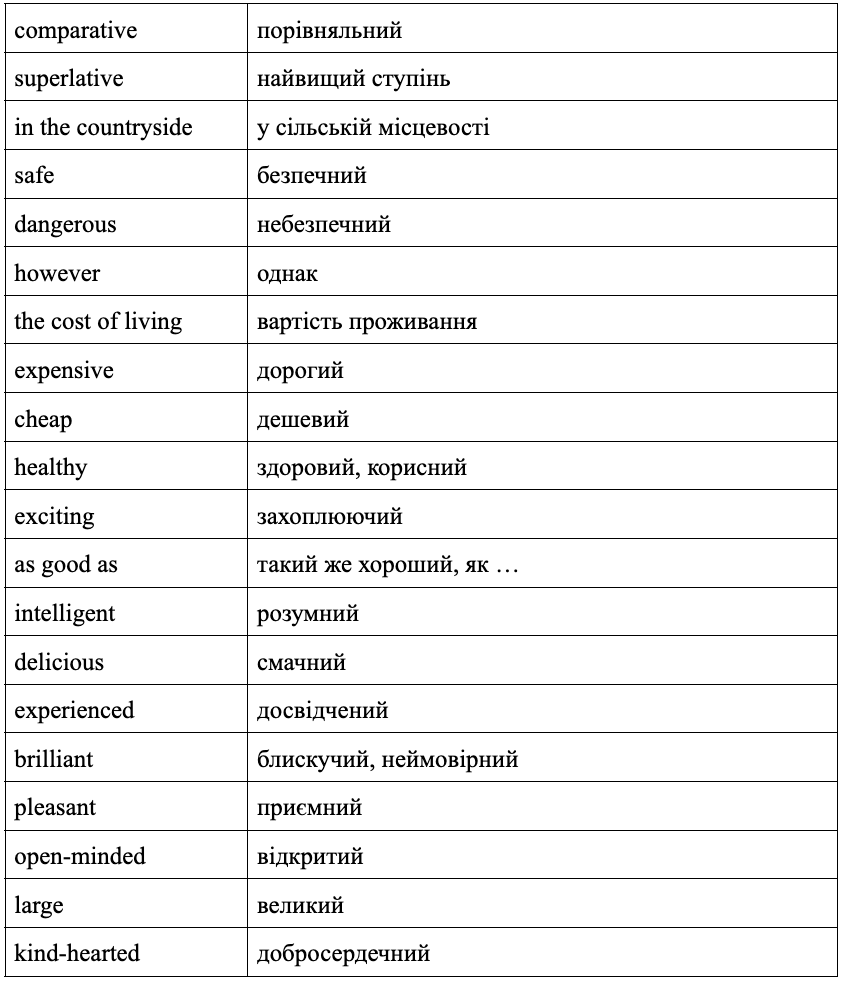 comparative порівняльний
superlative найвищий ступінь
in the countryside у сільській місцевості
safe безпечний
dangerous небезпечний
however однак
the cost of living вартість проживання
expensive дорогий
cheap дешевий
healthy здоровий, корисний
exciting захоплюючий
as good as такий же хороший, як …
intelligent розумний
delicious смачний
experienced досвідчений
brilliant блискучий, неймовірний
pleasant приємний
open-minded відкритий
large великий
kind-hearted добросердечний